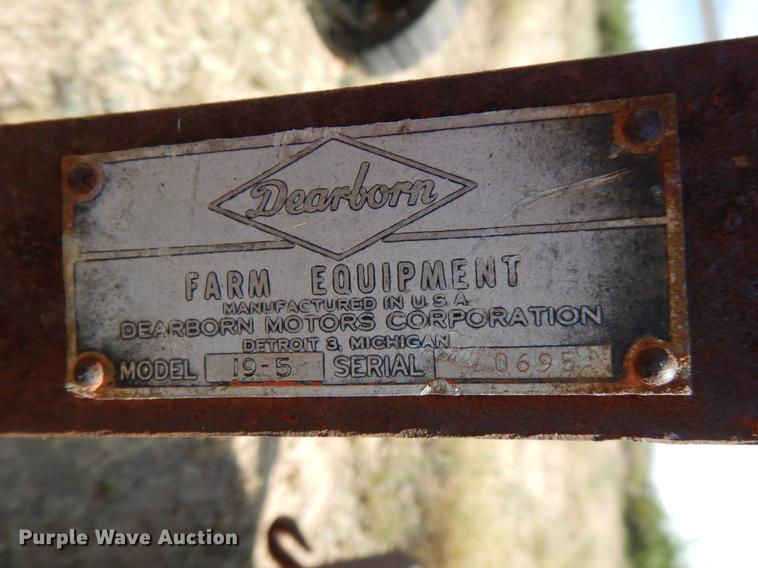 Dearborn
FARM EQUIPMENT
MANUFACTURED IN U.S.A.
DEARBORN MOTORS CORPORATION
DETROIT 3, MICHIGAN
MODEL 19-5 SERIAL
Purple Wave Auction